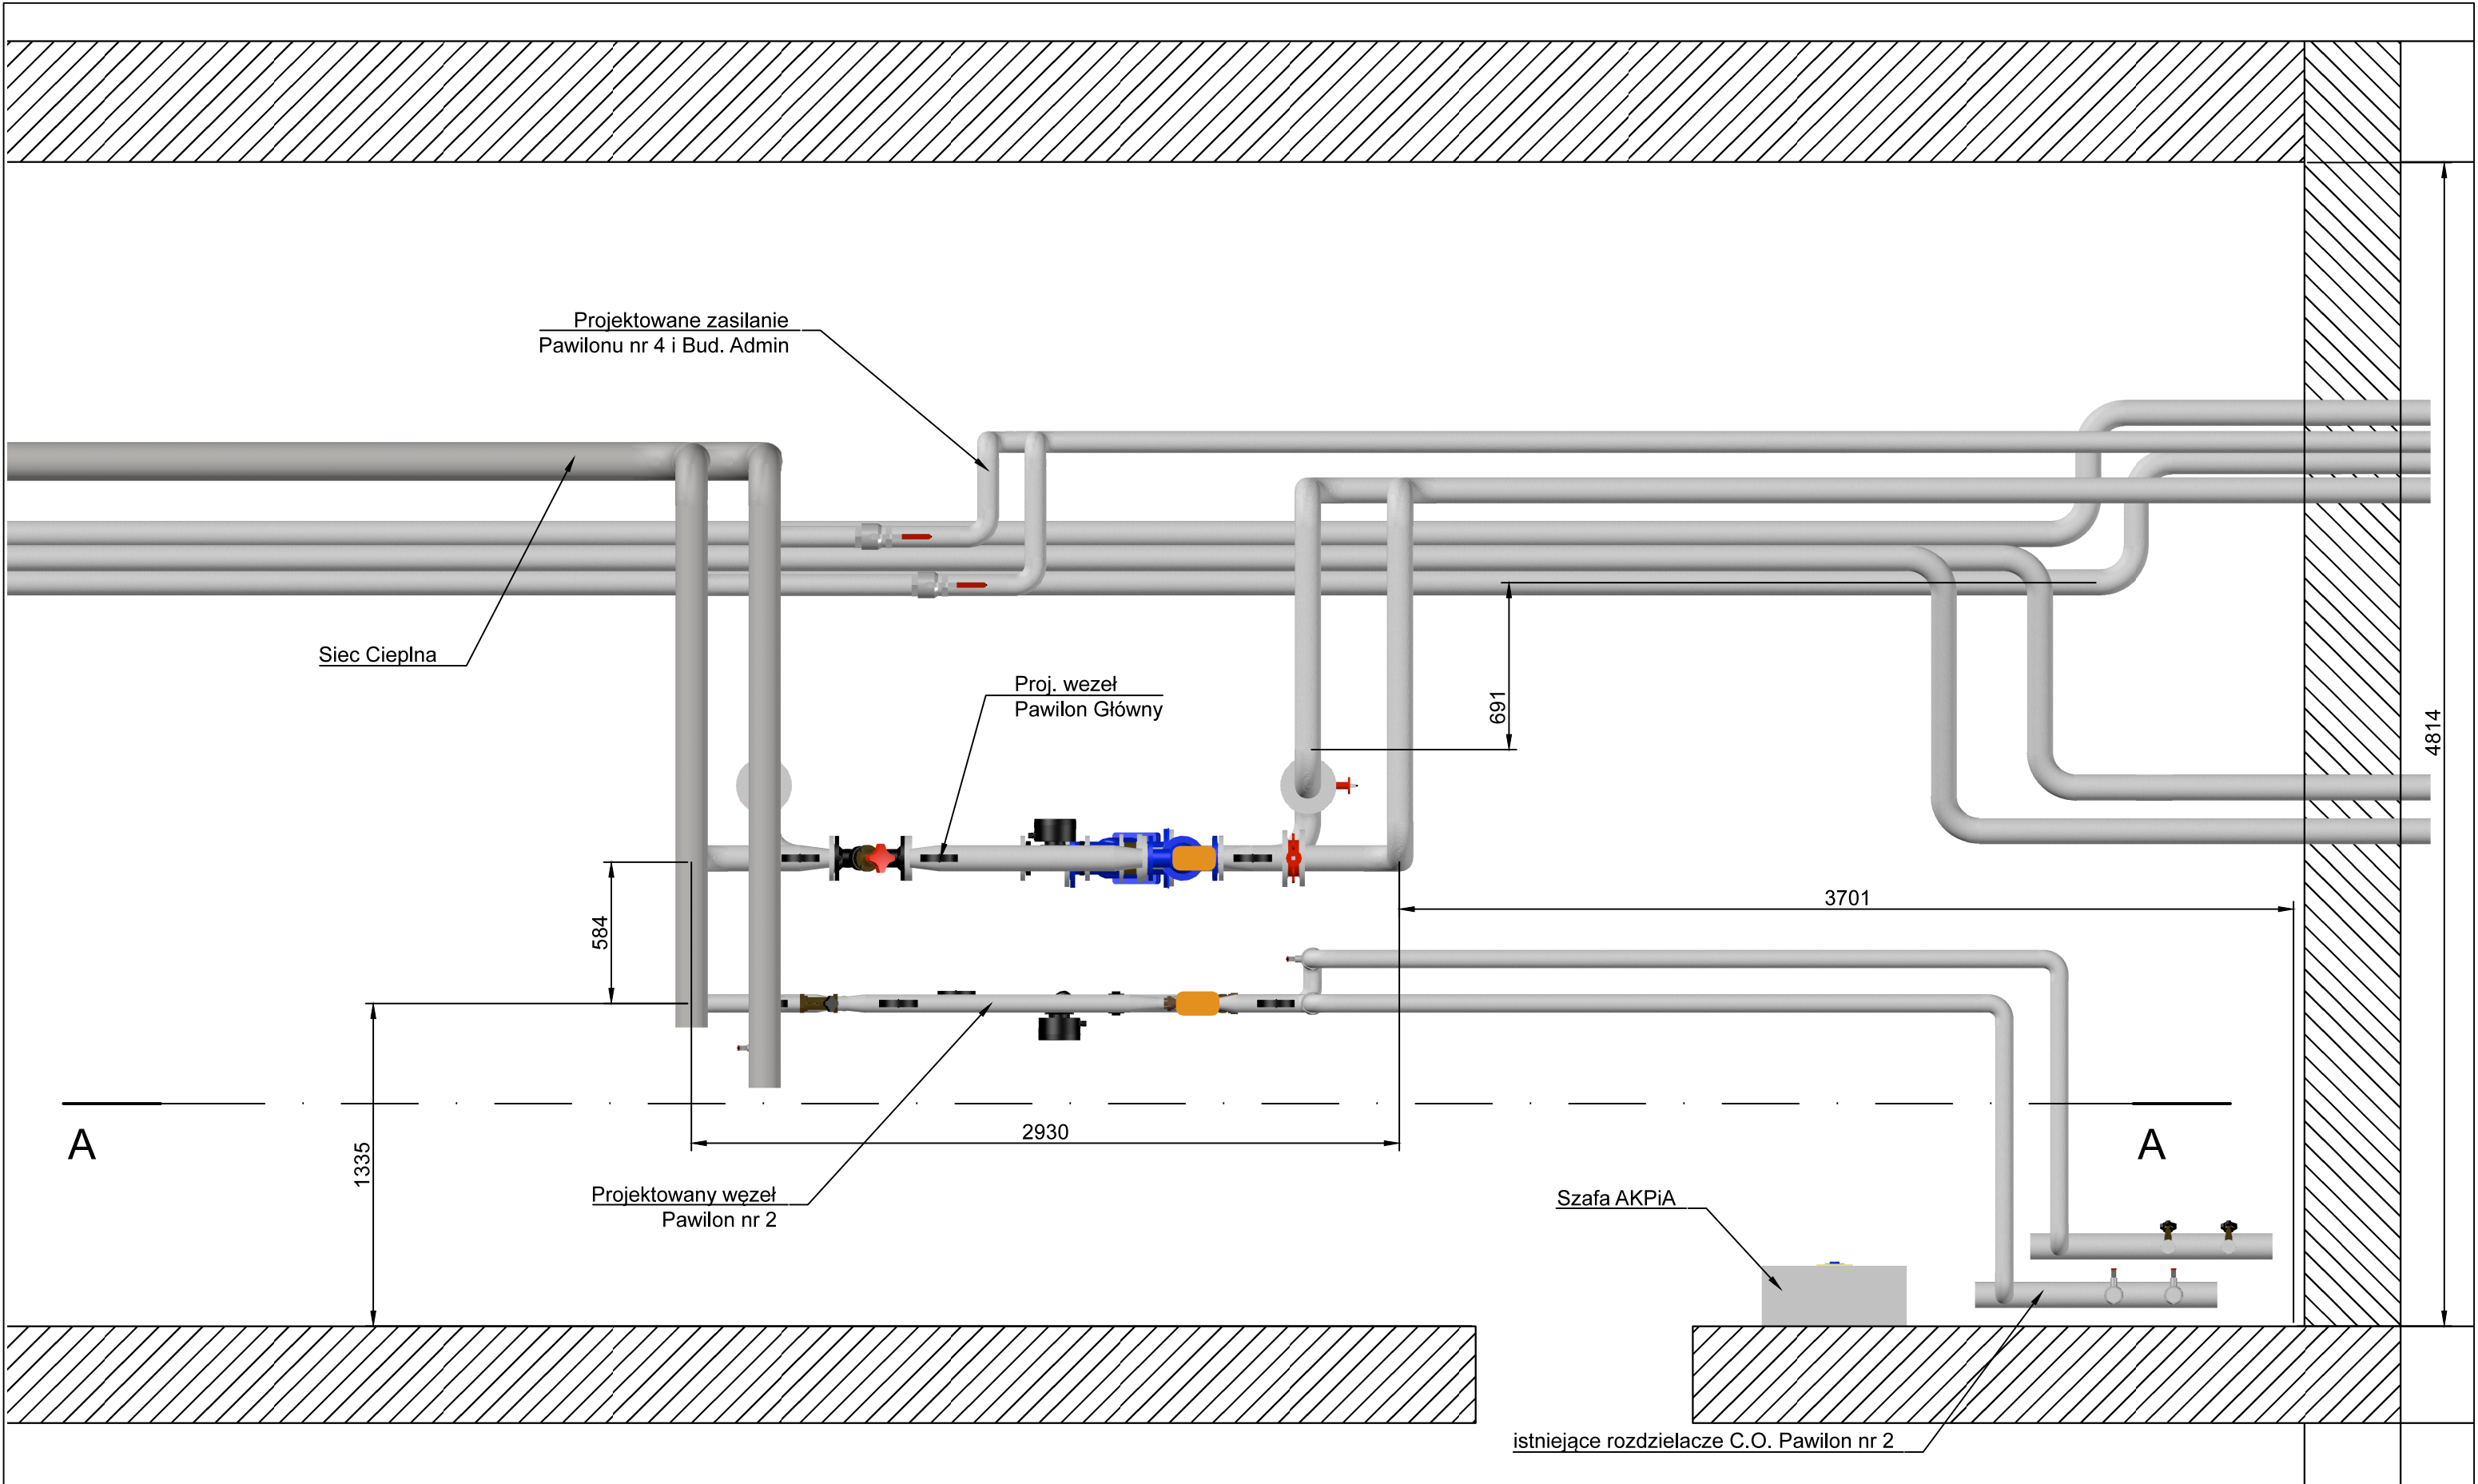 Projektowane zasilanie
Pawilonu nr 4 i Bud. Admin
Siec Cieplna
Proj. wezeł
Pawilon Główny
691
4814
584
3701
A
A
1335
2930
Projektowany węzeł
Pawilon nr 2
Szafa AKPiA
istniejące rozdzielacze C.O. Pawilon nr 2